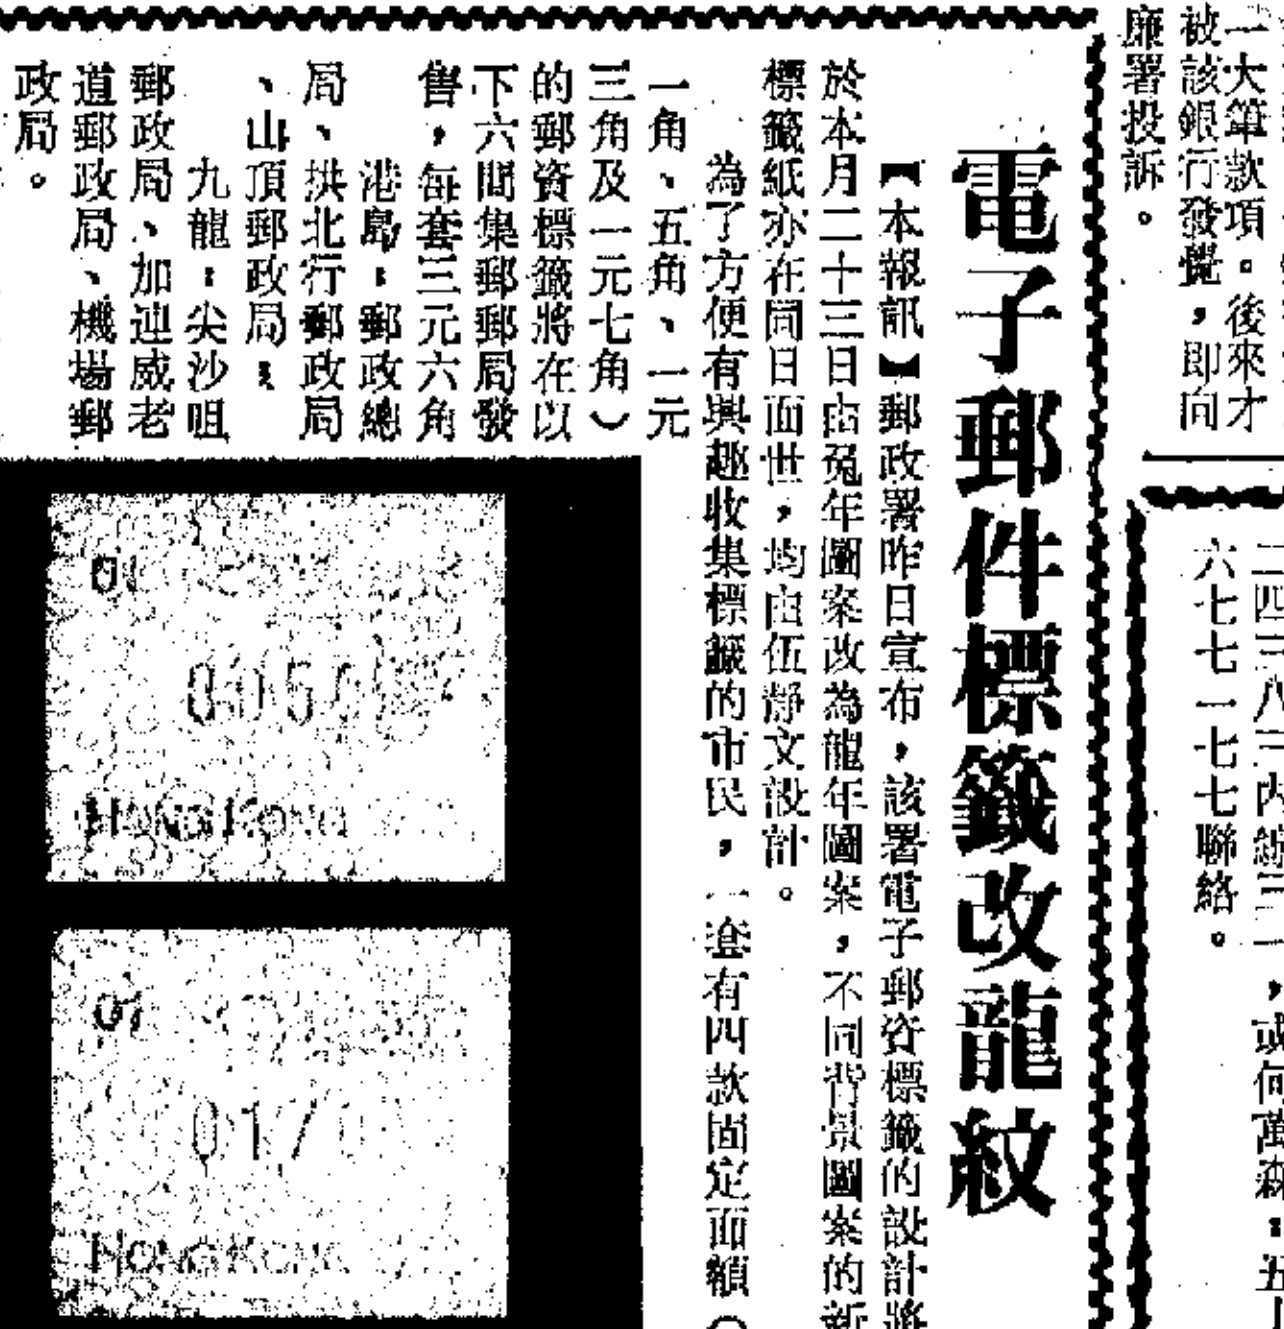 電子郵件標籤改龍紋
【本報訊】郵政署昨日宣布，該署電子郵資標籤的設計將
於本月二十三日由兔年圖案改為龍年圖案，不同背景圖案的新
標籤紙亦在同日面世，均由伍靜文設計。
為了方便有興趣收集標籤的市民，一套有四款固定面額（
一角、五角、一元
三角及一元七角）
的郵資標籤將在以
下六間集郵郵局發
售，每套三元六角
港島：郵政總
局、拱北行郵政局
、山頂郵政局；
九龍：尖沙咀
郵政局、加連威老
道郵政局、機場郵
政局。
01
HONG KONG
01
HONG KONG
一大筆款項。後來才
被該銀行發覺，即向
廉署投訴。
六七七一七七聯絡。